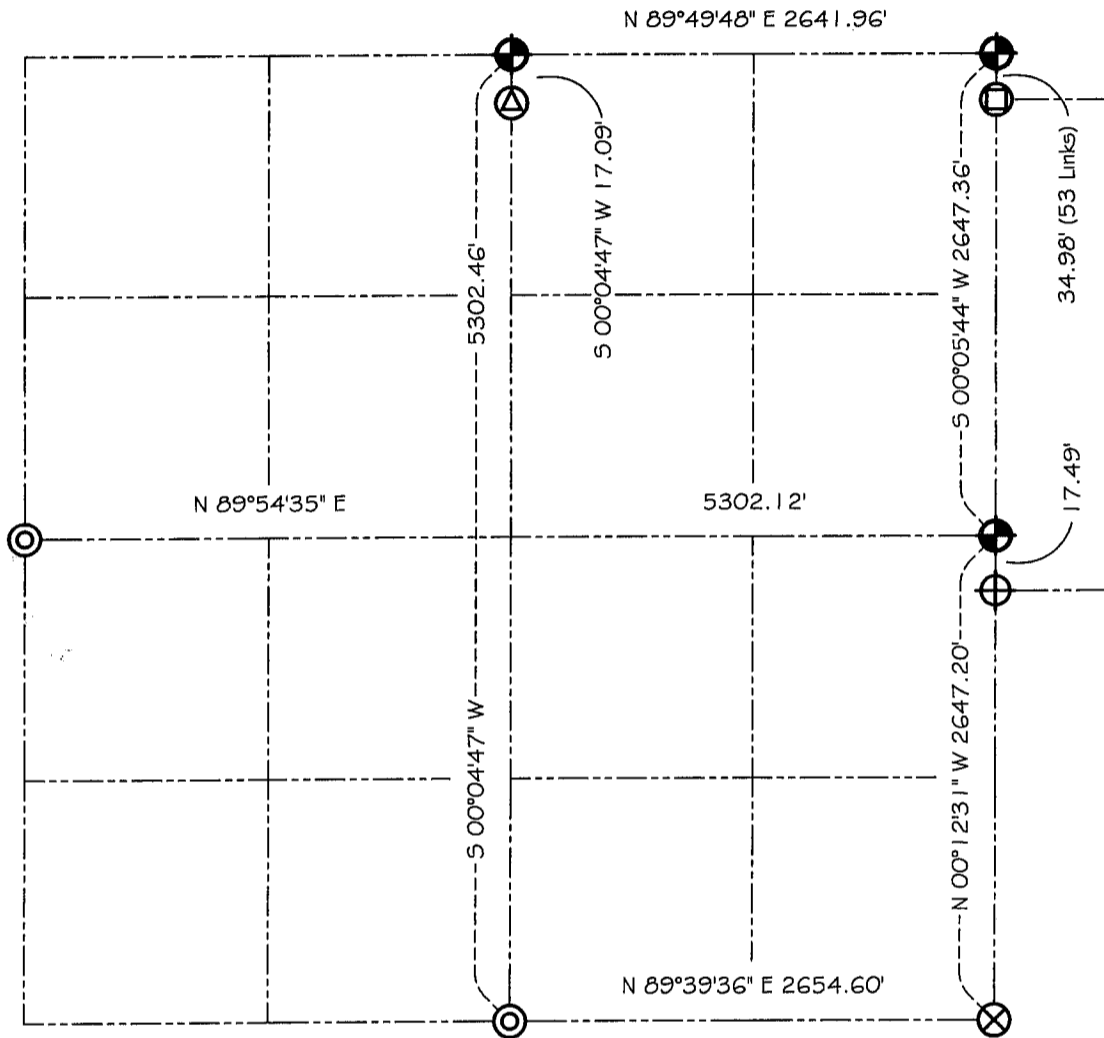 N 89°49'48" E 2641.96'
S 00°04'47" W 17.09'
34.98' (53 Links)
5302.46'
S 00°05'44" W 2647.36'
N 89°54'35" E
5302.12'
17.49'
S 00°04'47" W
N 00°12'31" W 2647.20'
N 89°39'36" E 2654.60'